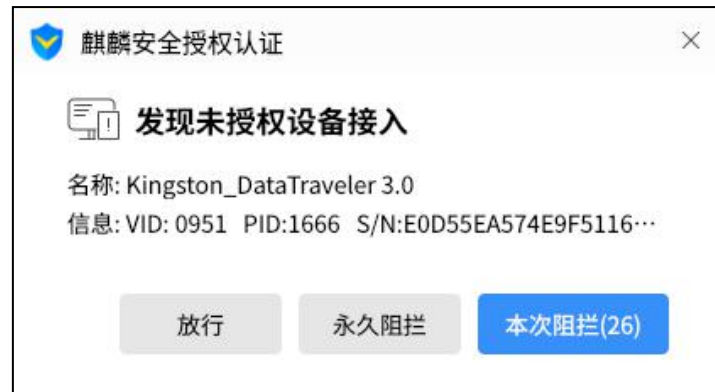 麒麟安全授权认证
发现未授权设备接入
名称: Kingston_DataTraveler 3.0
信息: VID: 0951 PID:1666 S/N:E0D55EA574E9F5116···
放行 永久阻拦 本次阻拦(26)